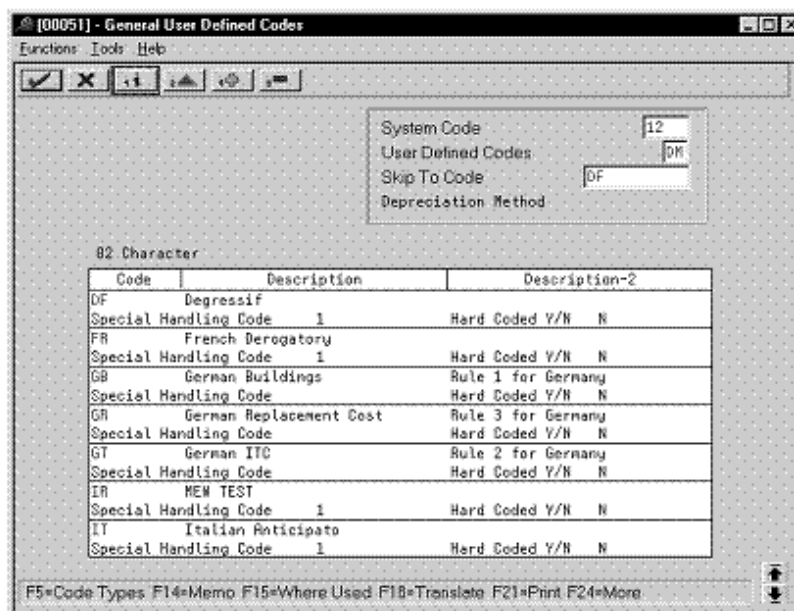 [00051] - General User Defined Codes
Functions Tools Help
System Code 12
User Defined Codes DM
Skip To Code DF
Depreciation Method
02 Character
Code Description Description-2
DF Degressif
Special Handling Code 1 Hard Coded Y/N N
FR French Derogatory
Special Handling Code 1 Hard Coded Y/N N
GB German Buildings Rule 1 for Germany
Special Handling Code Hard Coded Y/N N
GR German Replacement Cost Rule 3 for Germany
Special Handling Code Hard Coded Y/N N
GT German ITC Rule 2 for Germany
Special Handling Code Hard Coded Y/N N
IR MEW TEST
Special Handling Code 1 Hard Coded Y/N N
IT Italian Anticipato
Special Handling Code 1 Hard Coded Y/N N
F5=Code Types F14=Memo F15=Where Used F18=Translate F21=Print F24=More